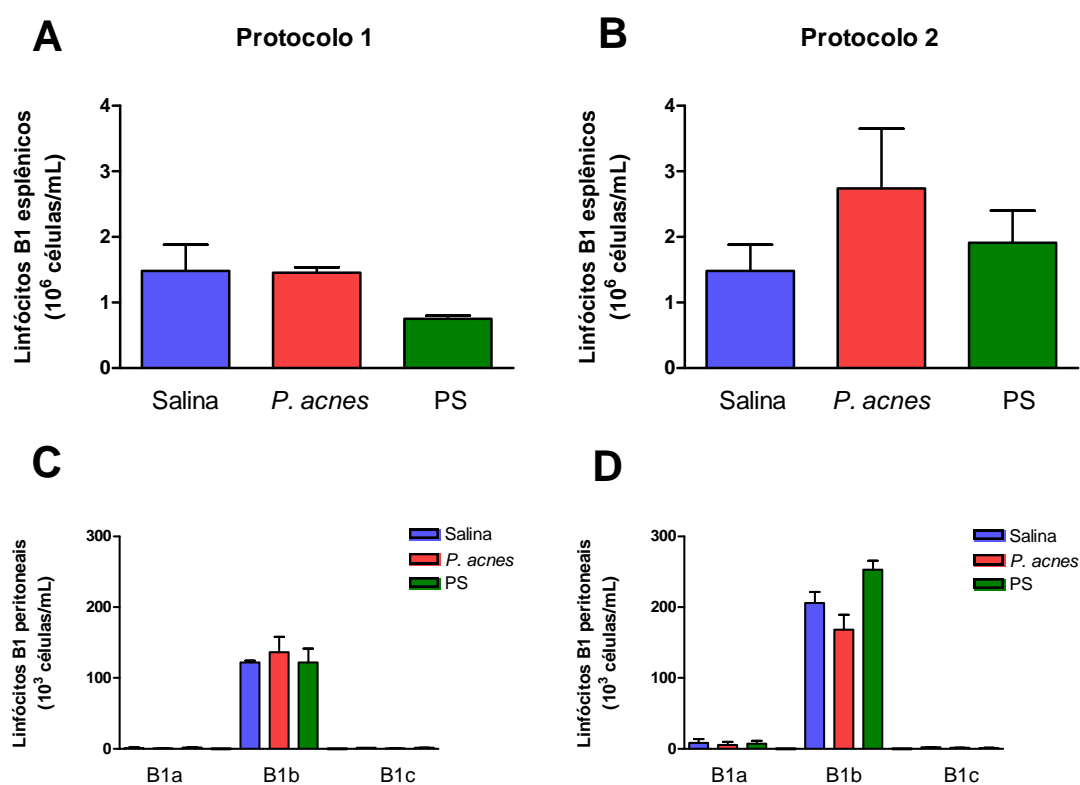 A
Protocolo 1
Linfócitos B1 esplênicos
(10⁶ células/mL)
4
3
2
1
0
Salina P. acnes PS
B
Protocolo 2
Linfócitos B1 esplênicos
(10⁶ células/mL)
4
3
2
1
0
Salina P. acnes PS
C
Linfócitos B1 peritoneais
(10³ células/mL)
300
200
100
0
Salina
P. acnes
PS
B1a B1b B1c
D
Linfócitos B1 peritoneais
(10³ células/mL)
300
200
100
0
Salina
P. acnes
PS
B1a B1b B1c